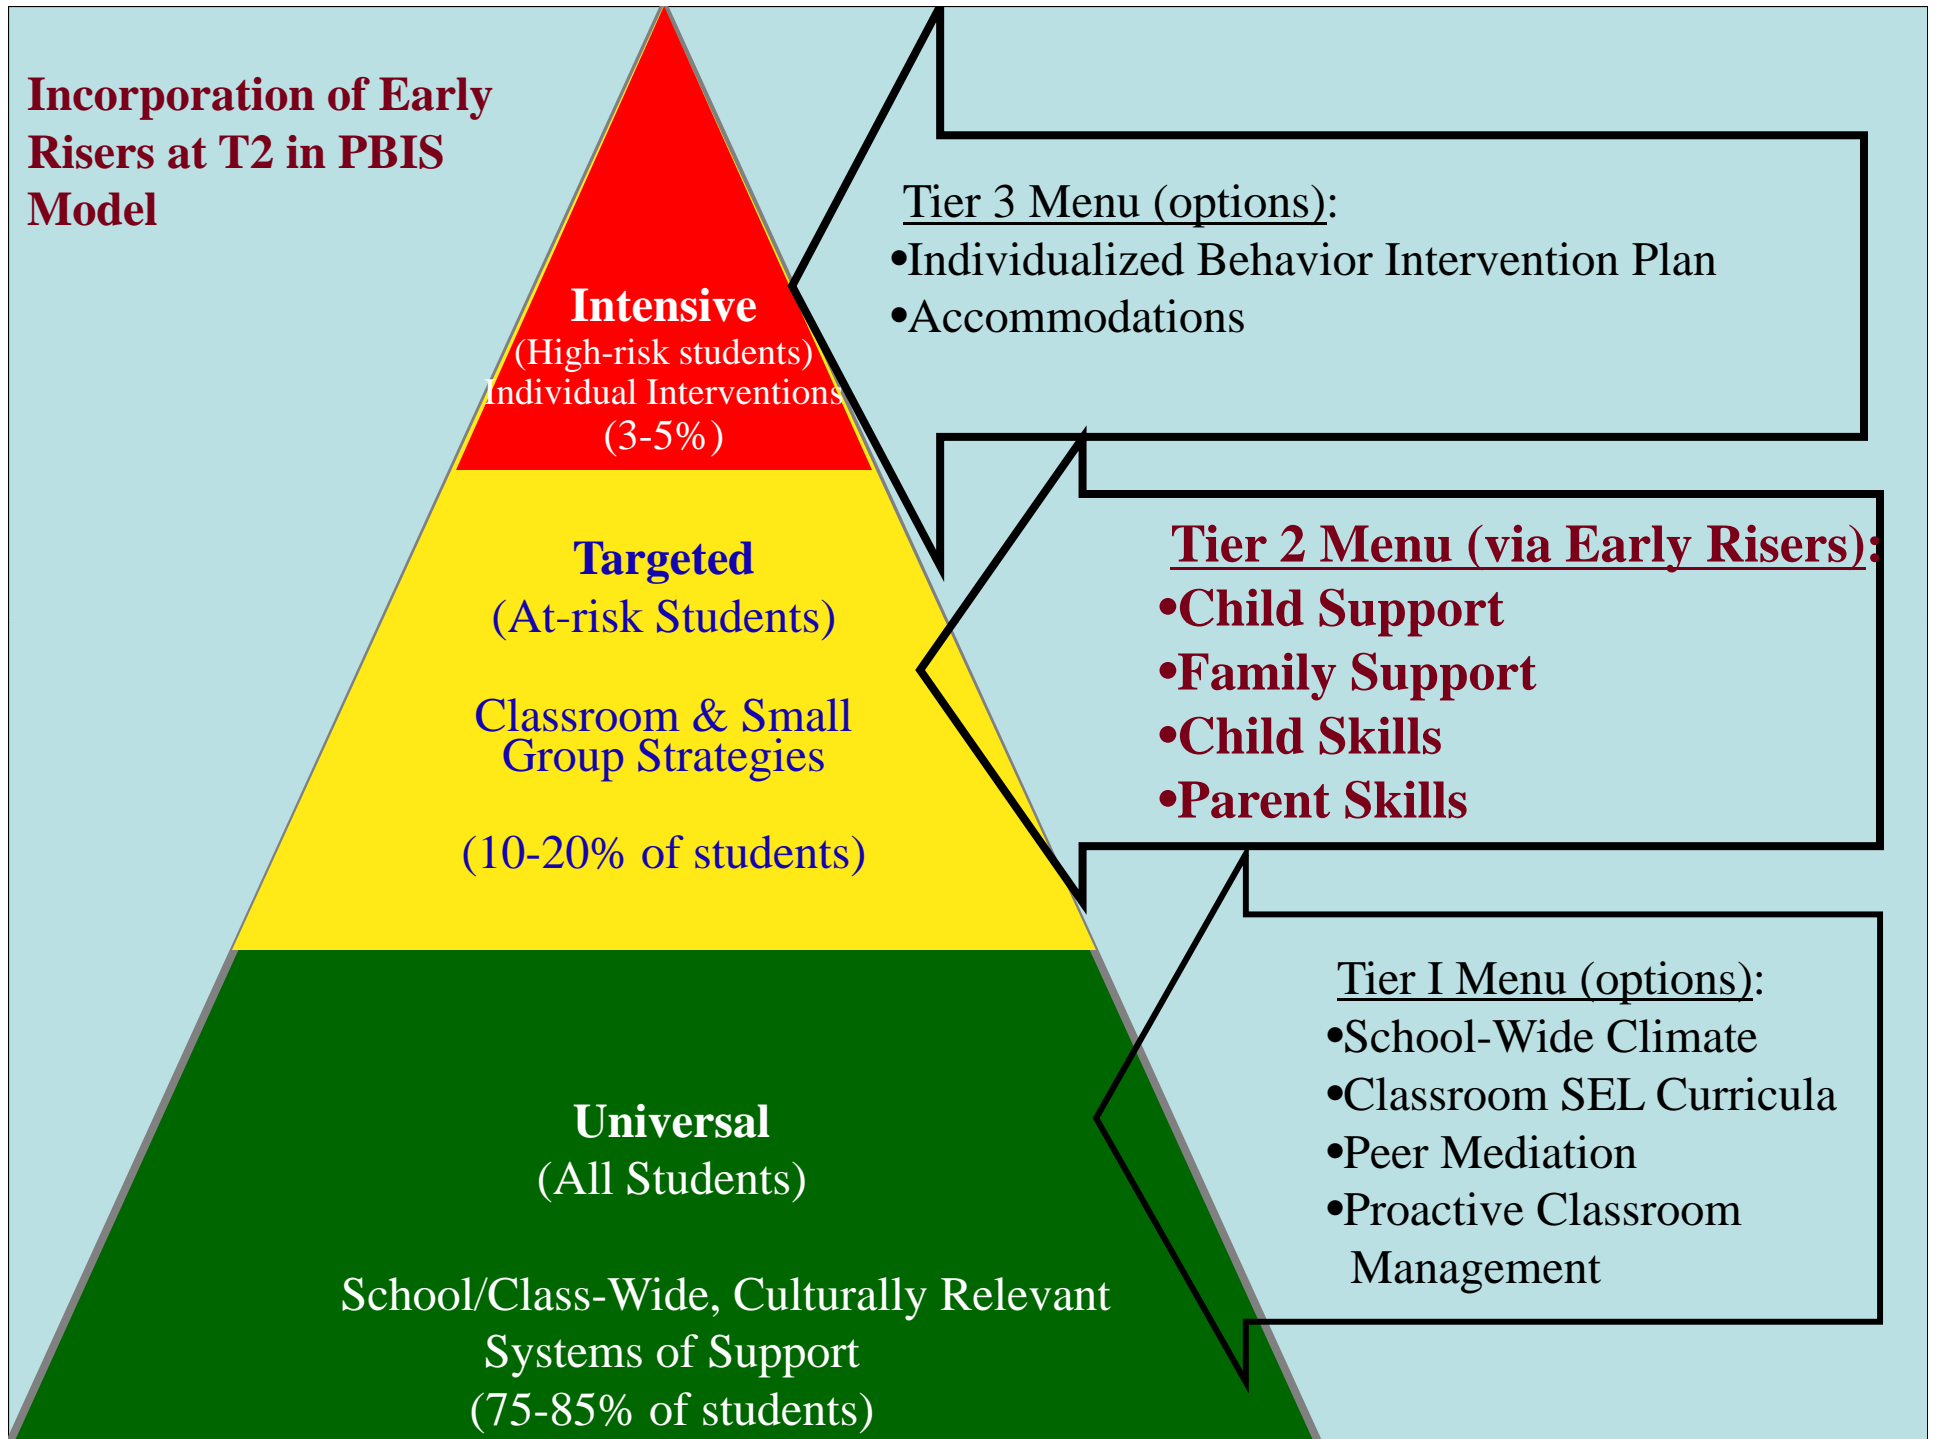 Incorporation of Early
Risers at T2 in PBIS
Model
Intensive
(High-risk students)
Individual Interventions
(3-5%)
Tier 3 Menu (options):
•Individualized Behavior Intervention Plan
•Accommodations
Targeted
(At-risk Students)
Classroom & Small
Group Strategies
(10-20% of students)
Tier 2 Menu (via Early Risers):
•Child Support
•Family Support
•Child Skills
•Parent Skills
Universal
(All Students)
School/Class-Wide, Culturally Relevant
Systems of Support
(75-85% of students)
Tier I Menu (options):
•School-Wide Climate
•Classroom SEL Curricula
•Peer Mediation
•Proactive Classroom
Management